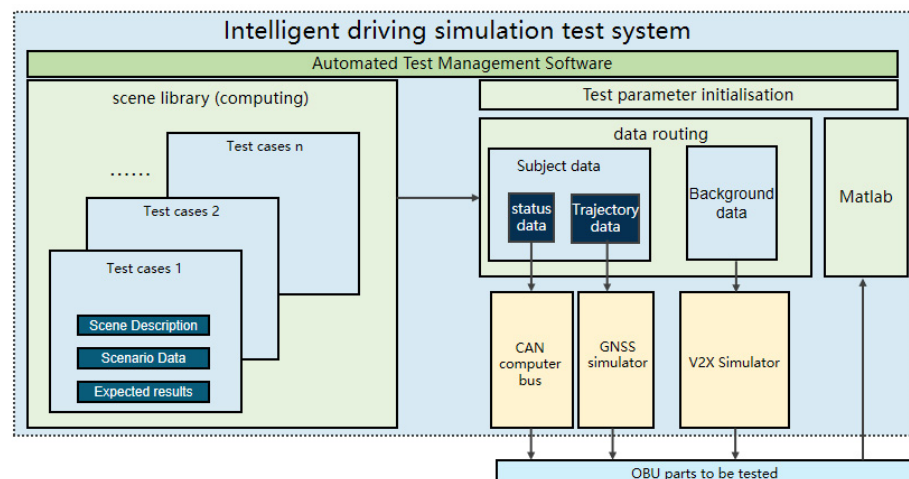 Intelligent driving simulation test system
Automated Test Management Software
scene library (computing)
Test cases n
......
Test cases 2
Test cases 1
Scene Description
Scenario Data
Expected results
Test parameter initialisation
data routing
Subject data
status
data
Trajectory
data
Background
data
Matlab
CAN
computer
bus
GNSS
simulator
V2X Simulator
OBU parts to be tested